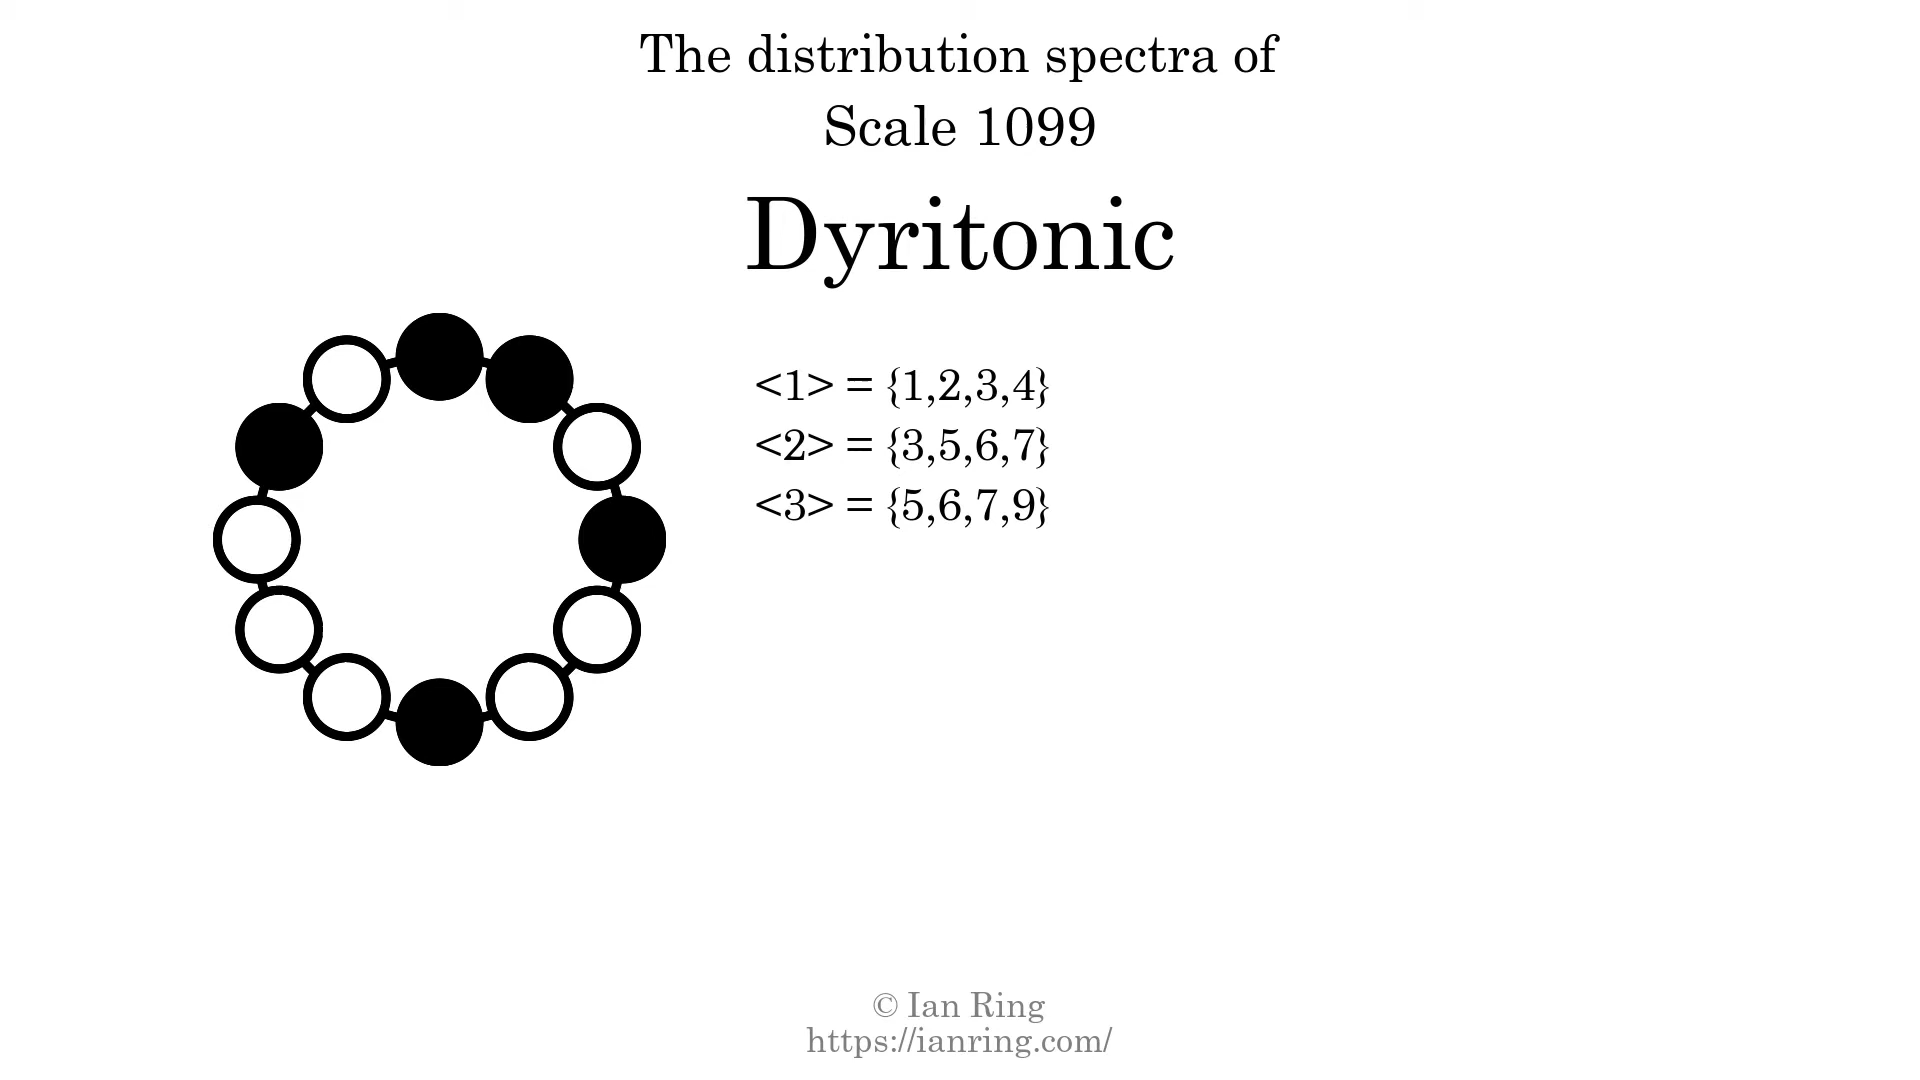 The distribution spectra of
Scale 1099
Dyritonic
<1> = {1,2,3,4}
<2> = {3,5,6,7}
<3> = {5,6,7,9}
© Ian Ring
https://ianring.com/